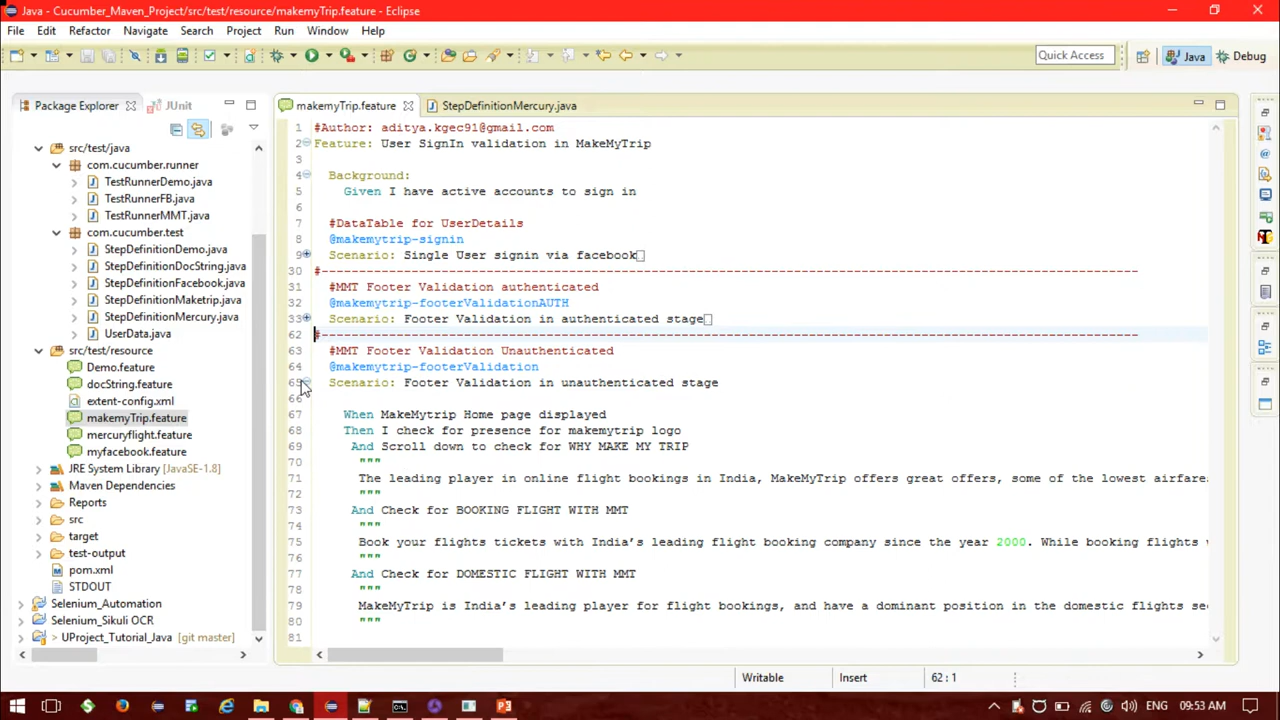 Java - Cucumber_Maven_Project/src/test/resource/makemyTrip.feature - Eclipse
File Edit Refactor Navigate Search Project Run Window Help
Quick Access
Java
Debug
Package Explorer
JUnit
src/test/java
com.cucumber.runner
TestRunnerDemo.java
TestRunnerFB.java
TestRunnerMMT.java
com.cucumber.test
StepDefinitionDemo.java
StepDefinitionDocString.java
StepDefinitionFacebook.java
StepDefinitionMaketrip.java
StepDefinitionMercury.java
UserData.java
src/test/resource
Demo.feature
docString.feature
extent-config.xml
makemyTrip.feature
mercuryflight.feature
myfacebook.feature
JRE System Library [JavaSE-1.8]
Maven Dependencies
Reports
src
target
test-output
pom.xml
STDOUT
Selenium_Automation
Selenium_Sikuli OCR
> UProject_Tutorial_Java [git master]
makemyTrip.feature
StepDefinitionMercury.java
1 #Author: aditya.kgec91@gmail.com
2 Feature: User SignIn validation in MakeMyTrip
3
4 Background:
5 Given I have active accounts to sign in
6
7 #DataTable for UserDetails
8 @makemytrip-signin
9 Scenario: Single User signin via facebook
30 #--------------------------------------------------------------------------------------------------------------
31 #MMT Footer Validation authenticated
32 @makemytrip-footerValidationAUTH
33 Scenario: Footer Validation in authenticated stage
62 #--------------------------------------------------------------------------------------------------------------
63 #MMT Footer Validation Unauthenticated
64 @makemytrip-footerValidation
65 Scenario: Footer Validation in unauthenticated stage
66
67 When MakeMytrip Home page displayed
68 Then I check for presence for makemytrip logo
69 And Scroll down to check for WHY MAKE MY TRIP
70 """
71 The leading player in online flight bookings in India, MakeMyTrip offers great offers, some of the lowest airfare
72 """
73 And Check for BOOKING FLIGHT WITH MMT
74 """
75 Book your flights tickets with India's leading flight booking company since the year 2000. While booking flights
76 """
77 And Check for DOMESTIC FLIGHT WITH MMT
78 """
79 MakeMyTrip is India's leading player for flight bookings, and have a dominant position in the domestic flights se
80 """
81
Writable
Insert
62 : 1
09:53 AM